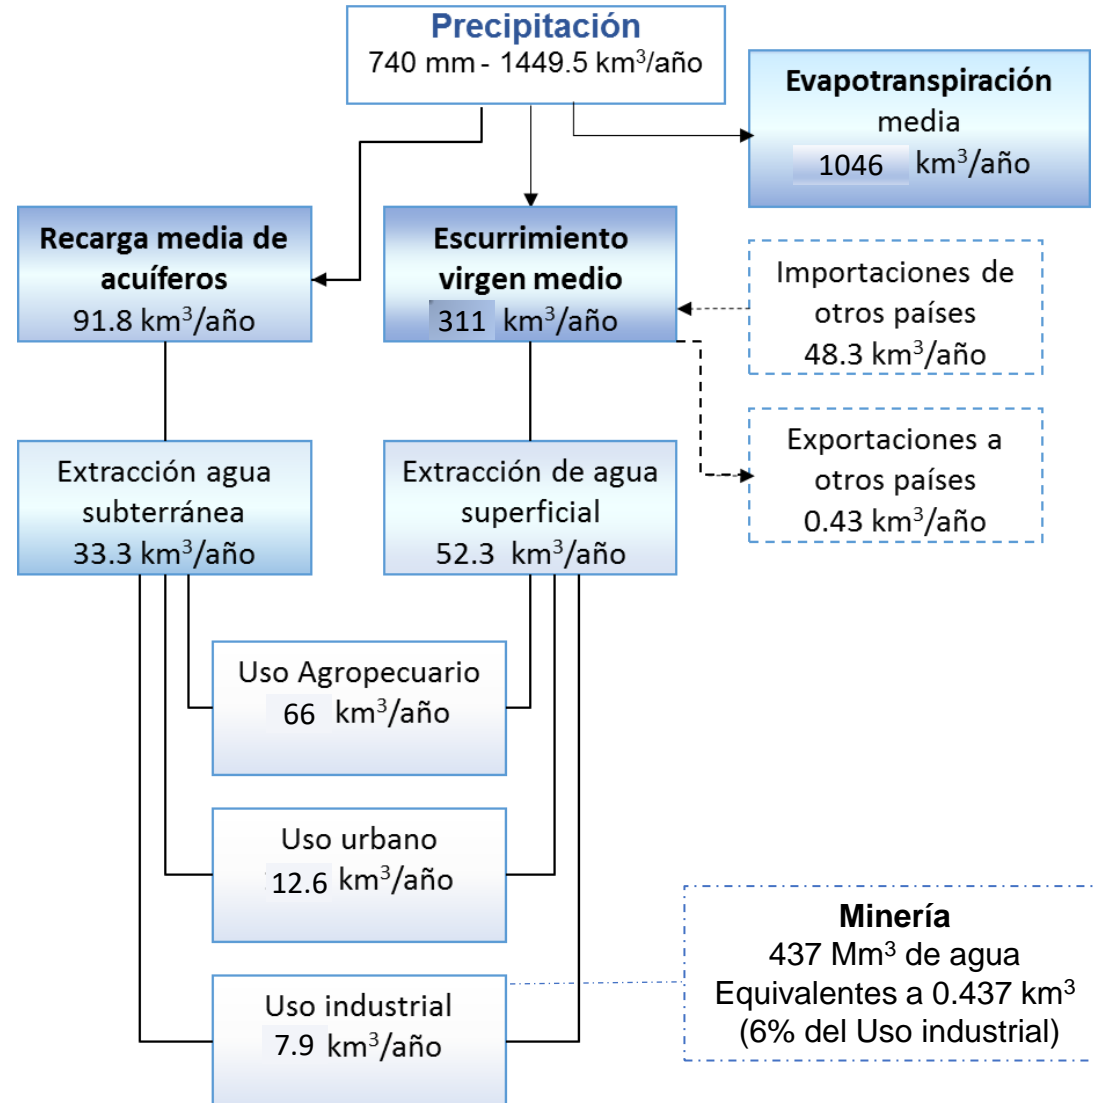 Precipitación
740 mm - 1449.5 km³/año
Evapotranspiración
media
1046 km³/año
Recarga media de
acuíferos
91.8 km³/año
Escurrimiento
virgen medio
311 km³/año
Importaciones de
otros países
48.3 km³/año
Exportaciones a
otros países
0.43 km³/año
Extracción agua
subterránea
33.3 km³/año
Extracción de agua
superficial
52.3 km³/año
Uso Agropecuario
66 km³/año
Uso urbano
12.6 km³/año
Uso industrial
7.9 km³/año
Minería
437 Mm³ de agua
Equivalentes a 0.437 km³
(6% del Uso industrial)